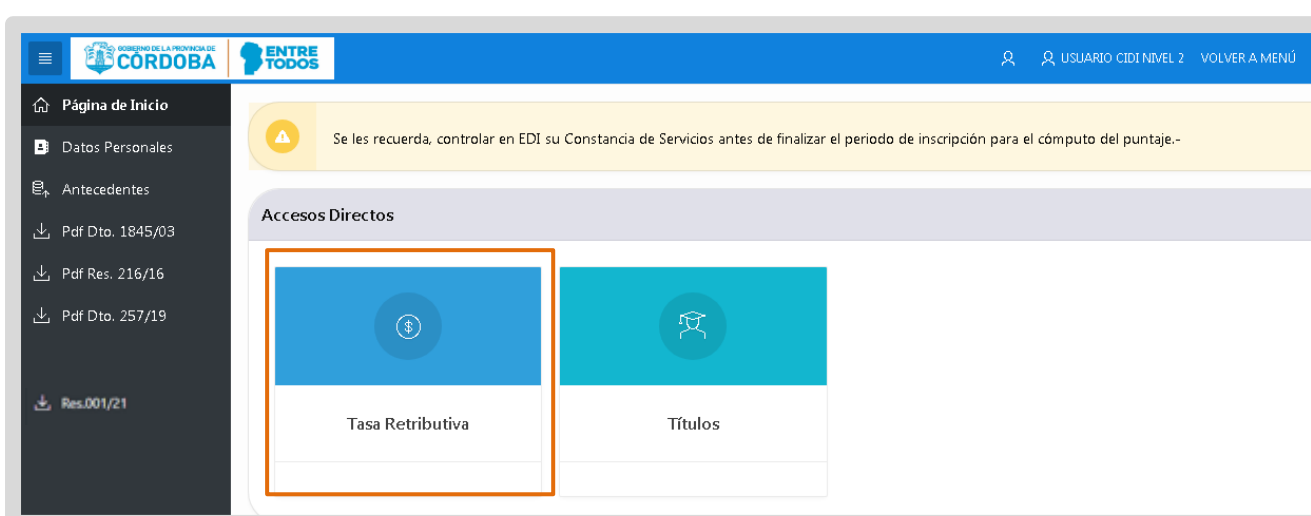 GOBIERNO DE LA PROVINCIA DE
CÓRDOBA
ENTRE
TODOS
USUARIO CIDI NIVEL 2
VOLVER A MENÚ
Página de Inicio
Datos Personales
Antecedentes
Pdf Dto. 1845/03
Pdf Res. 216/16
Pdf Dto. 257/19
Res.001/21
Se les recuerda, controlar en EDI su Constancia de Servicios antes de finalizar el periodo de inscripción para el cómputo del puntaje.-
Accesos Directos
Tasa Retributiva
Títulos